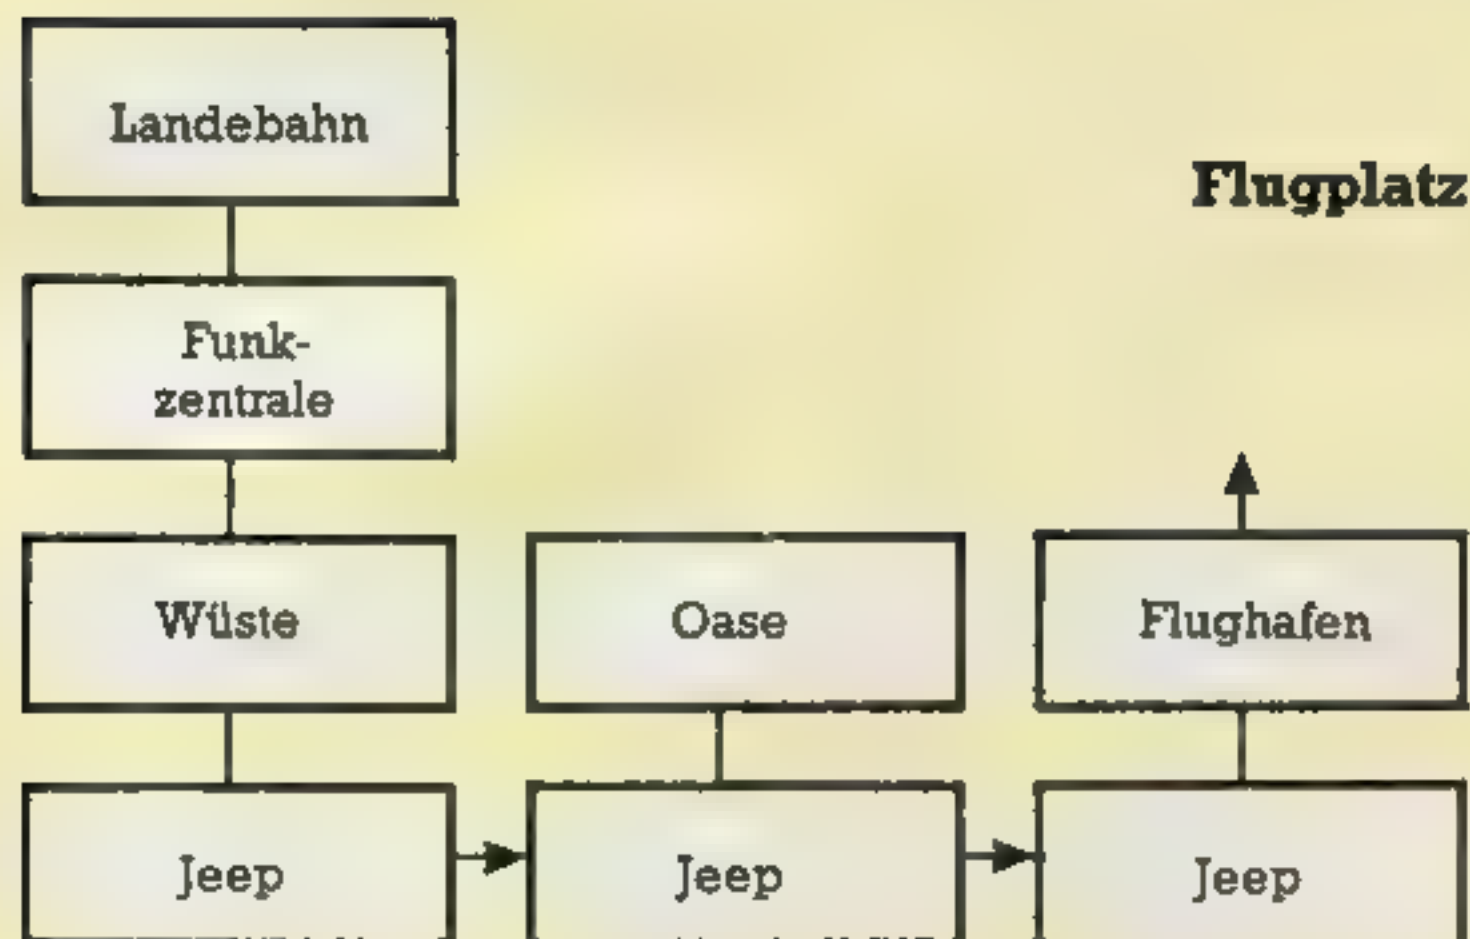 Landebahn
Flugplatz
Funk-
zentrale
Wüste
Oase
Flughafen
Jeep
Jeep
Jeep